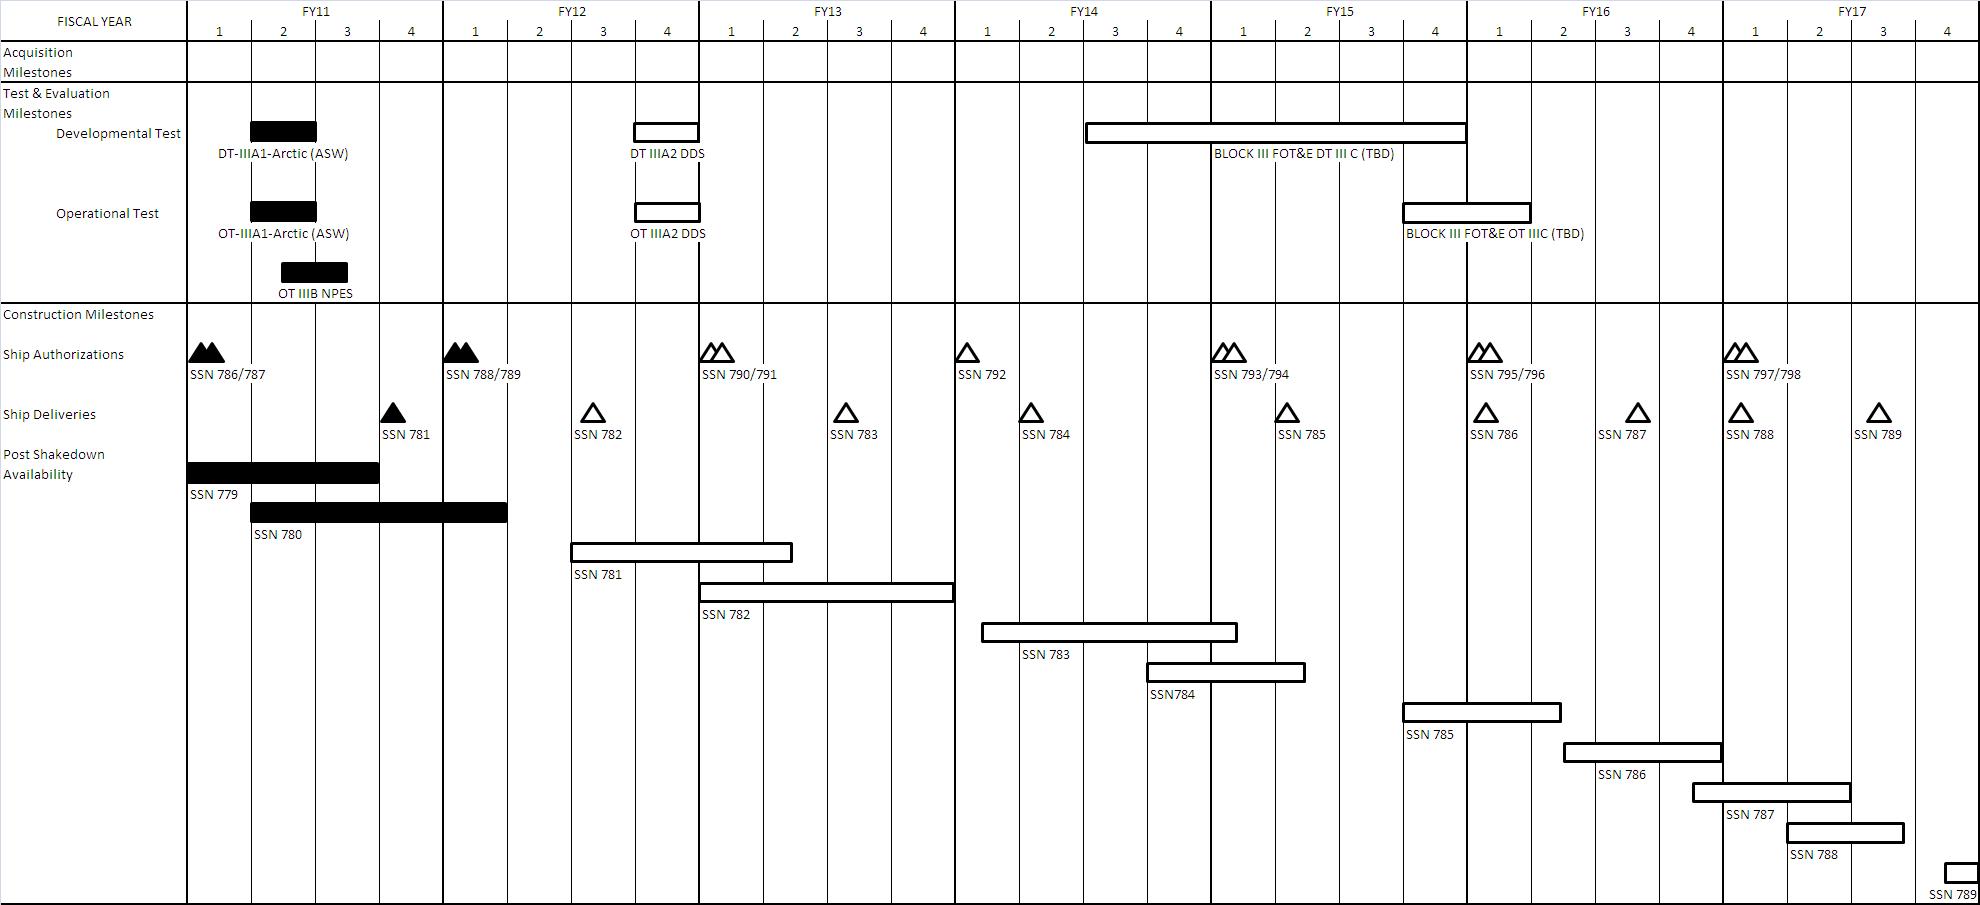 FISCAL YEAR FY11 FY12 FY13 FY14 FY15 FY16 FY17
1 2 3 4 1 2 3 4 1 2 3 4 1 2 3 4 1 2 3 4 1 2 3 4 1 2 3 4
Acquisition
Milestones
Test & Evaluation
Milestones
Developmental Test
DT-IIIA1-Arctic (ASW) DT IIIA2 DDS BLOCK III FOT&E DT III C (TBD)
Operational Test
OT-IIIA1-Arctic (ASW) OT IIIA2 DDS BLOCK III FOT&E OT IIIC (TBD)
OT IIIB NPES
Construction Milestones
Ship Authorizations
SSN 786/787 SSN 788/789 SSN 790/791 SSN 792 SSN 793/794 SSN 795/796 SSN 797/798
Ship Deliveries
SSN 781 SSN 782 SSN 783 SSN 784 SSN 785 SSN 786 SSN 787 SSN 788 SSN 789
Post Shakedown
Availability
SSN 779
SSN 780
SSN 781
SSN 782
SSN 783
SSN784
SSN 785
SSN 786
SSN 787
SSN 788
SSN 789